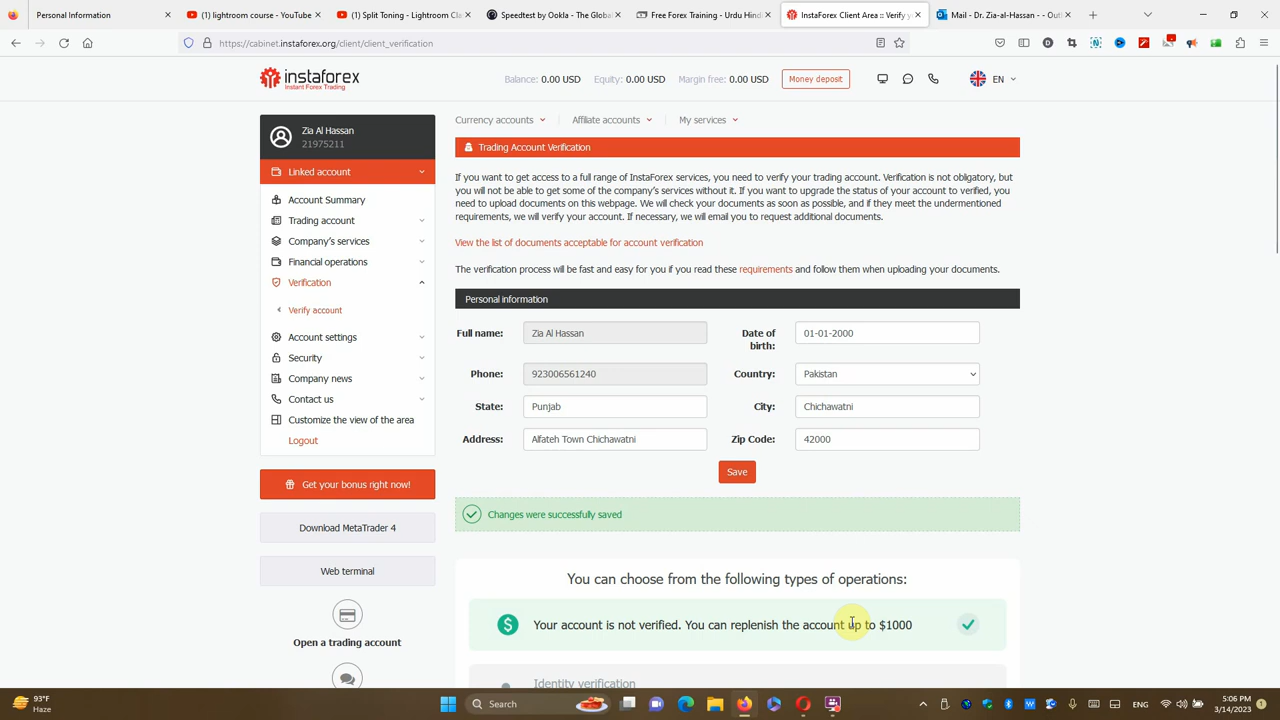 Personal Information
(1) lightroom course - YouTube
(1) Split Toning - Lightroom Cl
Speedtest by Ookla - The Globa
Free Forex Training - Urdu Hind
InstaForex Client Area :: Verify y
Mail - Dr. Zia-al-Hassan - Outl
https://cabinet.instaforex.org/client/client_verification
instaforex
Instant Forex Trading
Balance: 0.00 USD
Equity: 0.00 USD
Margin free: 0.00 USD
Money deposit
EN
Zia Al Hassan
21975211
Linked account
Account Summary
Trading account
Company's services
Financial operations
Verification
Verify account
Account settings
Security
Company news
Contact us
Customize the view of the area
Logout
Get your bonus right now!
Download MetaTrader 4
Web terminal
Open a trading account
Currency accounts
Affiliate accounts
My services
Trading Account Verification
If you want to get access to a full range of InstaForex services, you need to verify your trading account. Verification is not obligatory, but
you will not be able to get some of the company's services without it. If you want to upgrade the status of your account to verified, you
need to upload documents on this webpage. We will check your documents as soon as possible, and if they meet the undermentioned
requirements, we will verify your account. If necessary, we will email you to request additional documents.
View the list of documents acceptable for account verification
The verification process will be fast and easy for you if you read these requirements and follow them when uploading your documents.
Personal information
Full name: Zia Al Hassan
Date of
birth: 01-01-2000
Phone: 923006561240
Country: Pakistan
State: Punjab
City: Chichawatni
Address: Alfateh Town Chichawatni
Zip Code: 42000
Save
Changes were successfully saved
You can choose from the following types of operations:
$ Your account is not verified. You can replenish the account up to $1000
Identity verification
93°F
Haze
Search
ENG
5:06 PM
3/14/2023